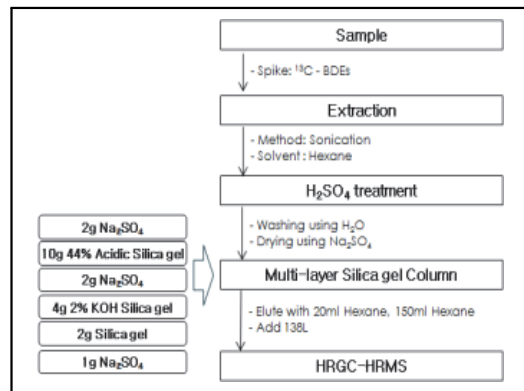 Sample
- Spike: ¹³C - BDEs
Extraction
- Method: Sonication
- Solvent : Hexane
H₂SO₄ treatment
- Washing using H₂O
- Drying using Na₂SO₄
2g Na₂SO₄
10g 44% Acidic Silica gel
2g Na₂SO₄
4g 2% KOH Silica gel
2g Silica gel
1g Na₂SO₄
Multi-layer Silica gel Column
- Elute with 20ml Hexane, 150ml Hexane
- Add 138L
HRGC-HRMS